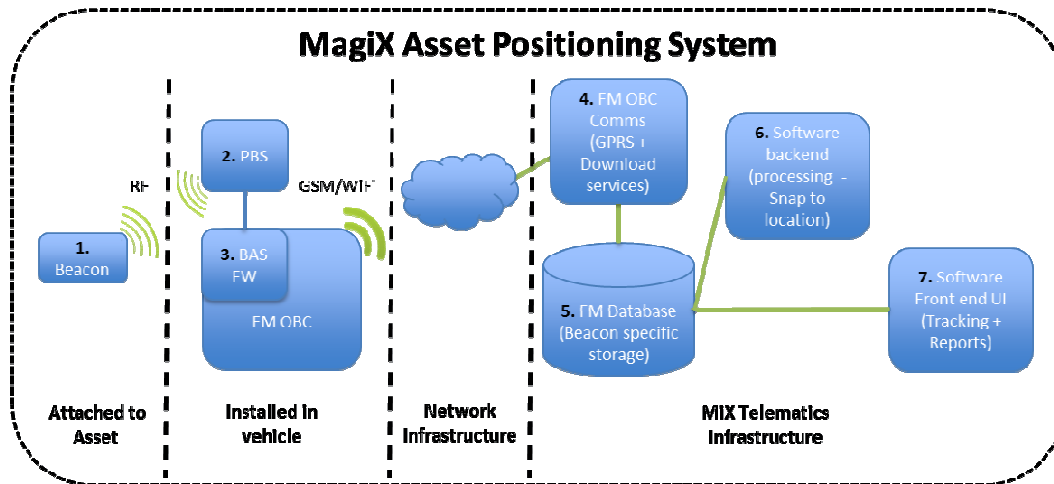 MagiX Asset Positioning System
RF
1.
Beacon
2. PBS
GSM/WIF
3. BAS
FW
FM OBC
4. FM OBC
Comms
(GPRS +
Download
services)
5. FM Database
(Beacon specific
storage)
6. Software
backend
(processing –
Snap to
location)
7. Software
Front end UI
(Tracking +
Reports)
Attached to
Asset
Installed in
vehicle
Network
Infrastructure
MiX Telematics
Infrastructure